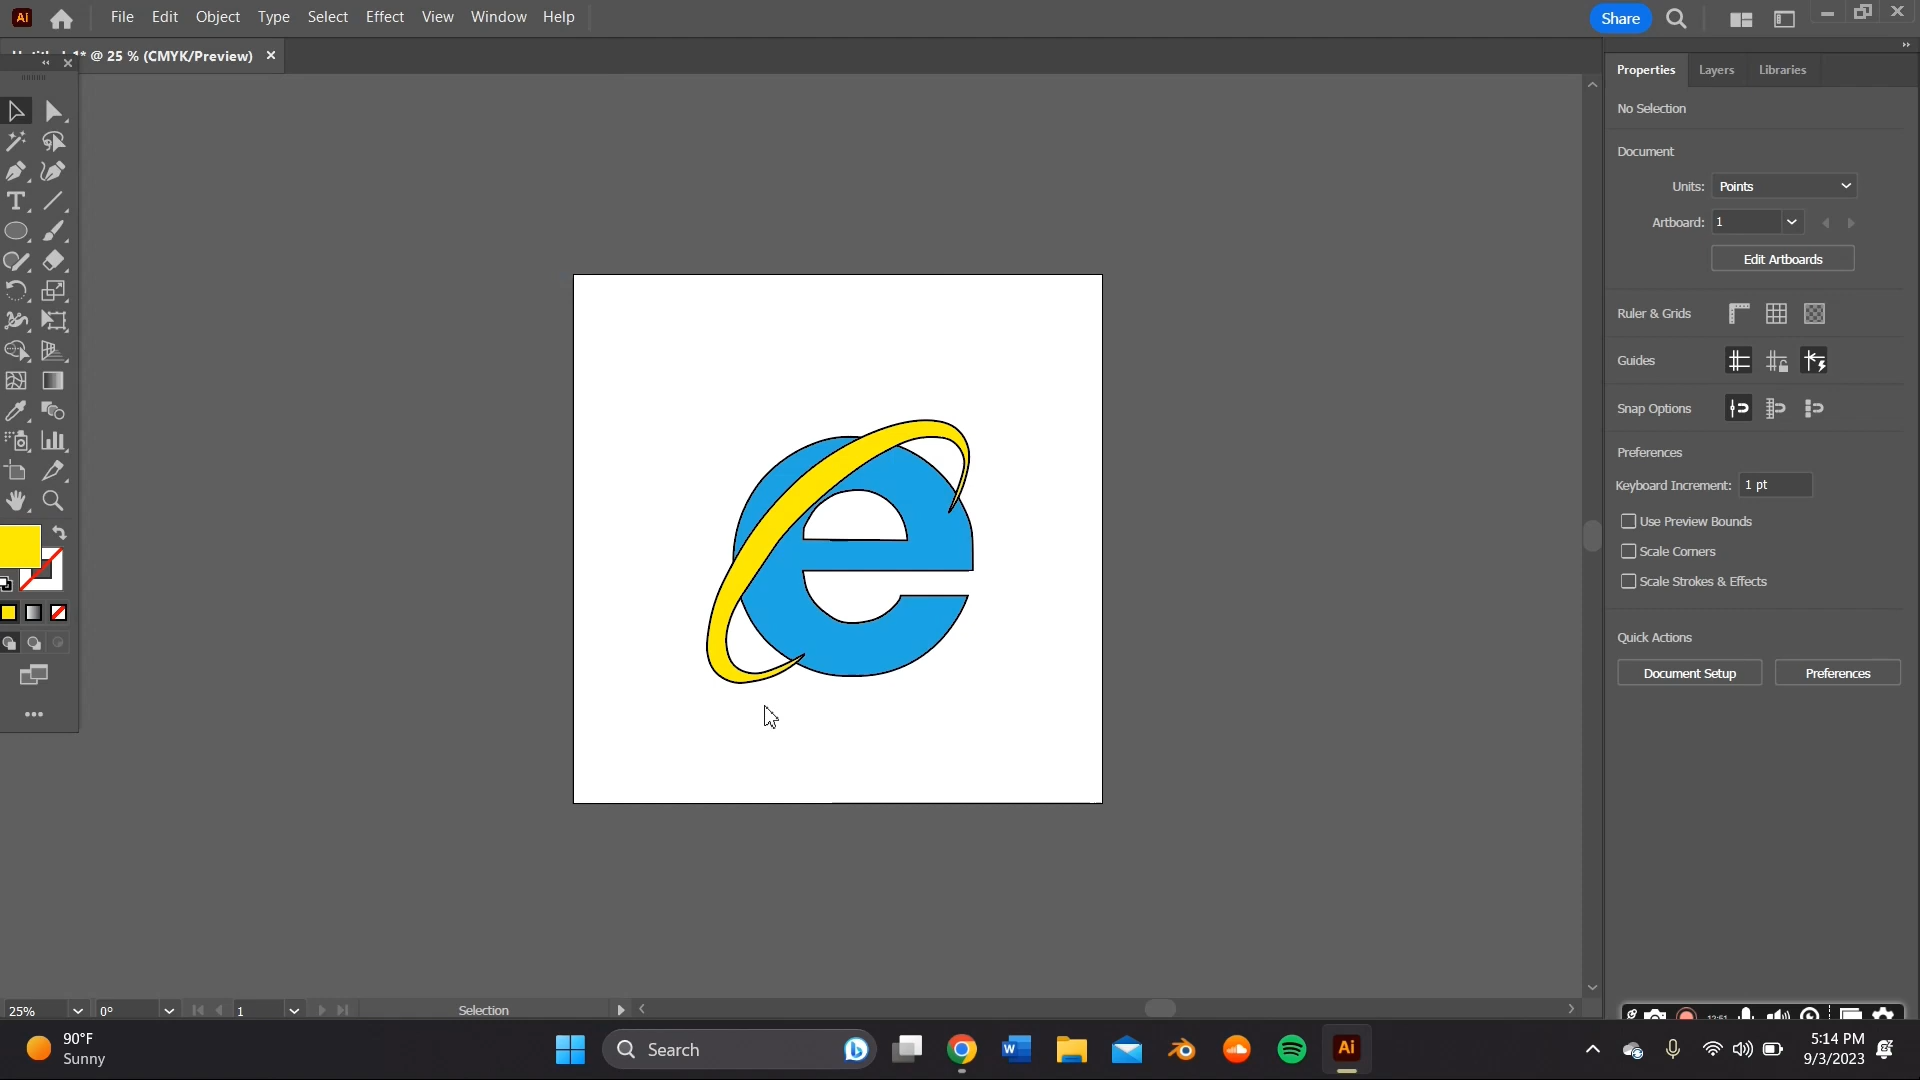 Ai File Edit Object Type Select Effect View Window Help Share
* @ 25 % (CMYK/Preview)
Properties Layers Libraries
No Selection
Document
Units: Points
Artboard: 1
Edit Artboards
Ruler & Grids
Guides
Snap Options
Preferences
Keyboard Increment: 1 pt
Use Preview Bounds
Scale Corners
Scale Strokes & Effects
Quick Actions
Document Setup Preferences
T
e
25% 0° 1 Selection
90°F
Sunny
Search
W
Ai
5:14 PM
9/3/2023